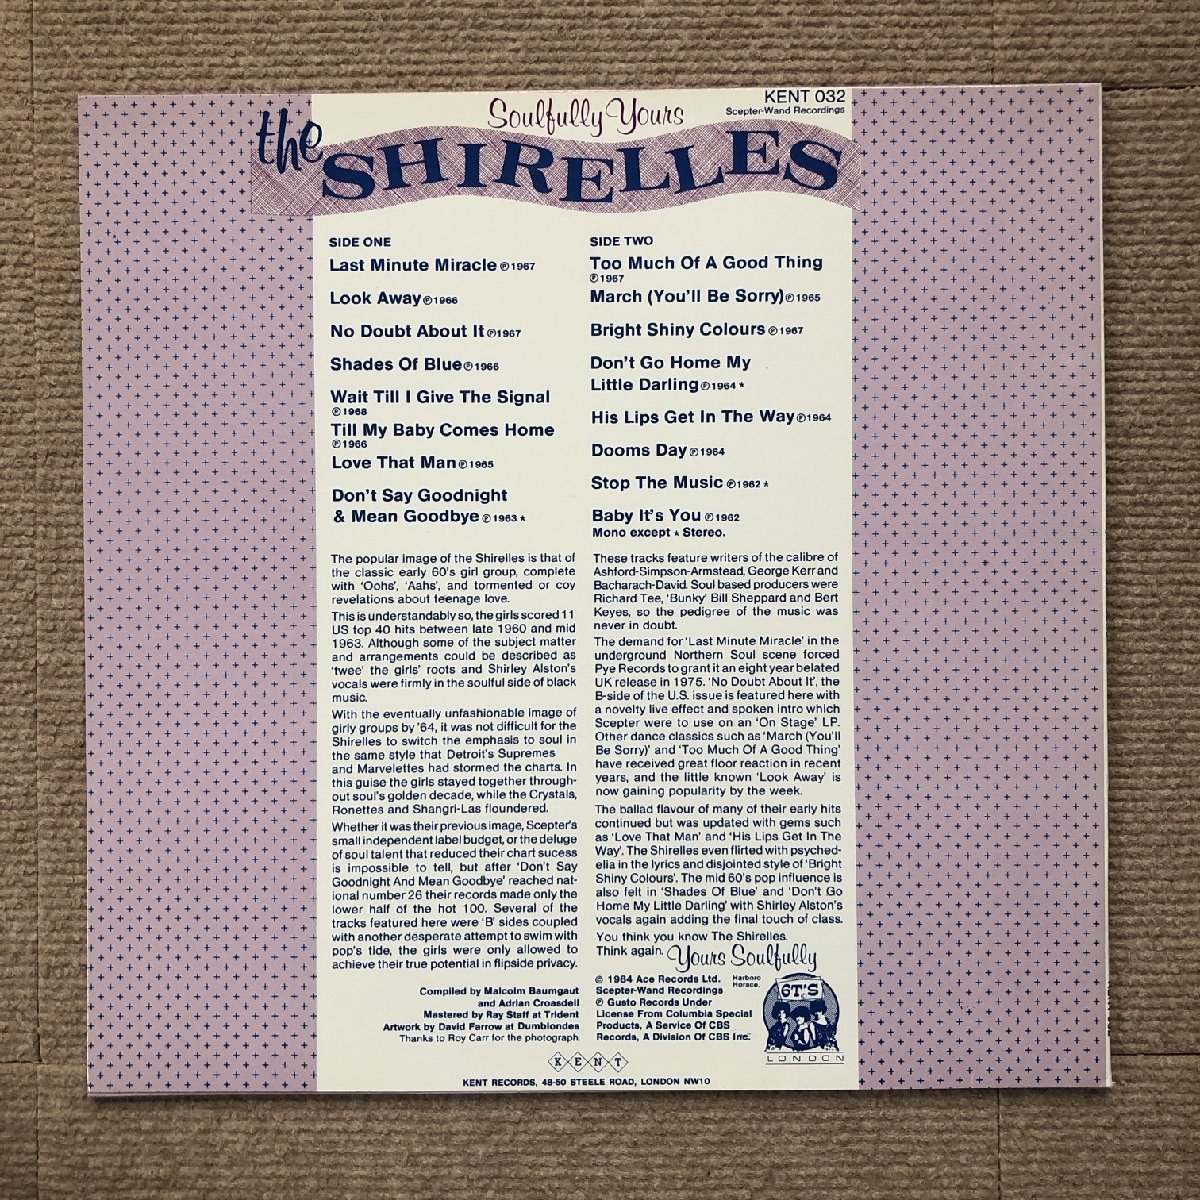 Soulfully Yours
KENT 032
Scepter-Wand Recordings
the SHIRELLES
SIDE ONE
Last Minute Miracle ℗1967
Look Away ℗1966
No Doubt About It ℗1967
Shades Of Blue ℗1966
Wait Till I Give The Signal
℗1968
Till My Baby Comes Home
℗1966
Love That Man ℗1965
Don't Say Goodnight
& Mean Goodbye ℗1963 *
SIDE TWO
Too Much Of A Good Thing
℗1967
March (You'll Be Sorry) ℗1965
Bright Shiny Colours ℗1967
Don't Go Home My
Little Darling ℗1964 *
His Lips Get In The Way ℗1964
Dooms Day ℗1964
Stop The Music ℗1962 *
Baby It's You ℗1962
Mono except * Stereo.
The popular image of the Shirelles is that of
the classic early 60's girl group, complete
with 'Oohs', 'Aahs', and tormented or coy
revelations about teenage love.
This is understandably so, the girls scored 11
US top 40 hits between late 1960 and mid
1963. Although some of the subject matter
and arrangements could be described as
'twee' the girls' roots and Shirley Alston's
vocals were firmly in the soulful side of black
music.
With the eventually unfashionable image of
girly groups by '64, it was not difficult for the
Shirelles to switch the emphasis to soul in
the same style that Detroit's Supremes
and Marvelettes had stormed the charts. In
this guise the girls stayed together through-
out soul's golden decade, while the Crystals,
Ronettes and Shangri-Las floundered.
Whether it was their previous image, Scepter's
small independent label budget, or the deluge
of soul talent that reduced their chart sucess
is impossible to tell, but after 'Don't Say
Goodnight And Mean Goodbye' reached nat-
ional number 26 their records made only the
lower half of the hot 100. Several of the
tracks featured here were 'B' sides coupled
with another desperate attempt to swim with
pop's tide, the girls were only allowed to
achieve their true potential in flipside privacy.
These tracks feature writers of the calibre of
Ashford-Simpson-Armstead, George Kerr and
Bacharach-David. Soul based producers were
Richard Tee, 'Bunky' Bill Sheppard and Bert
Keyes, so the pedigree of the music was
never in doubt.
The demand for 'Last Minute Miracle' in the
underground Northern Soul scene forced
Pye Records to grant it an eight year belated
UK release in 1975. 'No Doubt About It', the
B-side of the U.S. issue is featured here with
a novelty live effect and spoken intro which
Scepter were to use on an 'On Stage' LP.
Other dance classics such as 'March (You'll
Be Sorry)' and 'Too Much Of A Good Thing'
have received great floor reaction in recent
years, and the little known 'Look Away' is
now gaining popularity by the week.
The ballad flavour of many of their early hits
continued but was updated with gems such
as 'Love That Man' and 'His Lips Get In The
Way'. The Shirelles even flirted with psyched-
elia in the lyrics and disjointed style of 'Bright
Shiny Colours'. The mid 60's pop influence is
also felt in 'Shades Of Blue' and 'Don't Go
Home My Little Darling' with Shirley Alston's
vocals again adding the final touch of class.
You think you know The Shirelles.
Think again. Yours Soulfully
Compiled by Malcolm Baumgaut
and Adrian Croasdell
Mastered by Ray Staff at Trident
Artwork by David Farrow at Dumblondes
Thanks to Roy Carr for the photograph.
© 1984 Ace Records Ltd.
Scepter-Wand Recordings
℗ Gusto Records Under
License From Columbia Special
Products, A Service Of CBS
Records, A Division Of CBS Inc.
Harboro
Horace.
6T'S
LONDON
KENT
KENT RECORDS, 48-50 STEELE ROAD, LONDON NW10